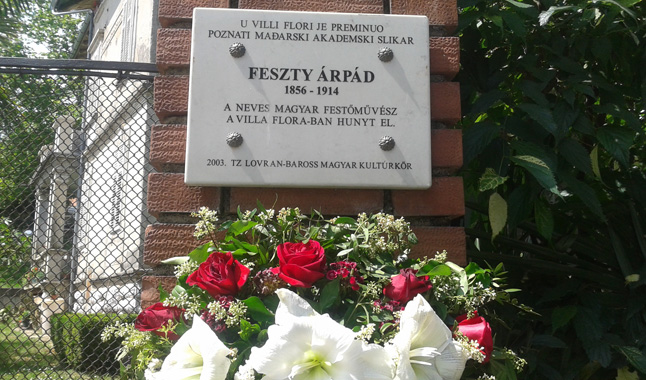 U VILLI FLORI JE PREMINUO
POZNATI MAĐARSKI AKADEMSKI SLIKAR
FESZTY ÁRPÁD
1856 - 1914
A NEVES MAGYAR FESTŐMŰVÉSZ
A VILLA FLORA-BAN HUNYT EL.
2003. TZ LOVRAN-BAROSS MAGYAR KULTÚRKÖR